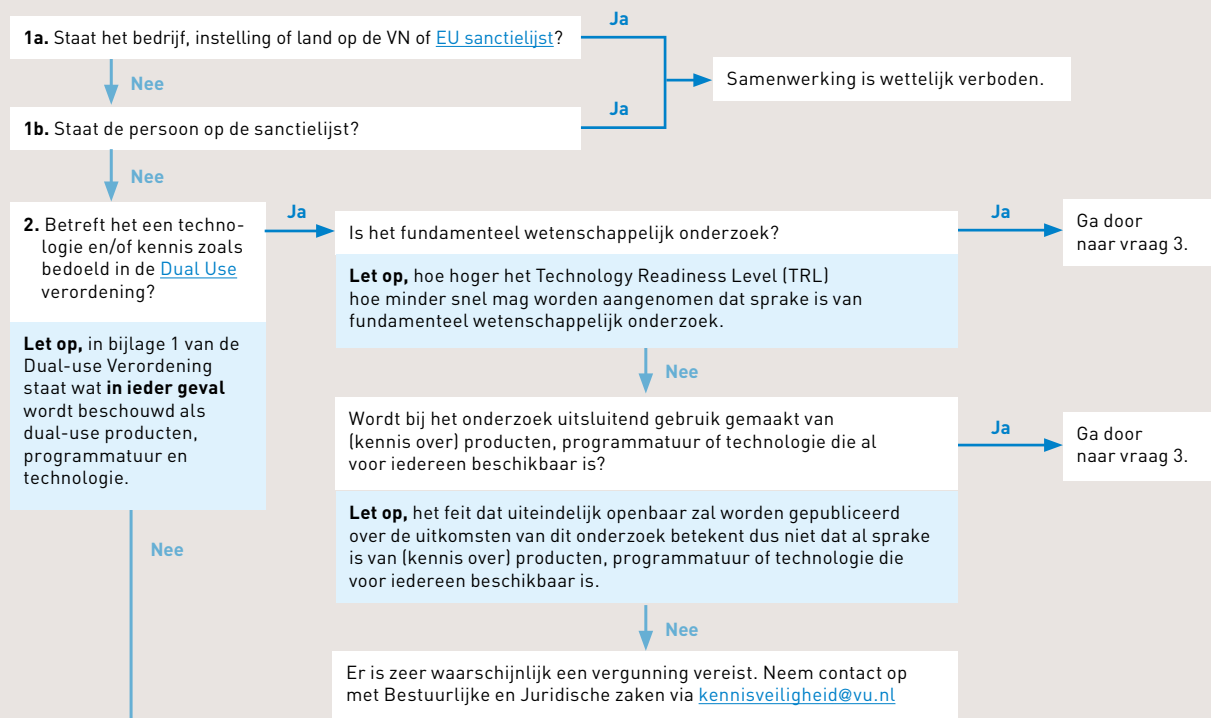 1a. Staat het bedrijf, instelling of land op de VN of EU sanctielijst?
Ja
Nee
Samenwerking is wettelijk verboden.
1b. Staat de persoon op de sanctielijst?
Ja
Nee
2. Betreft het een techno-
logie en/of kennis zoals
bedoeld in de Dual Use
verordening?
Ja
Let op, in bijlage 1 van de
Dual-use Verordening
staat wat in ieder geval
wordt beschouwd als
dual-use producten,
programmatuur en
technologie.
Nee
Is het fundamenteel wetenschappelijk onderzoek?
Ja
Ga door
naar vraag 3.
Let op, hoe hoger het Technology Readiness Level (TRL)
hoe minder snel mag worden aangenomen dat sprake is van
fundamenteel wetenschappelijk onderzoek.
Nee
Wordt bij het onderzoek uitsluitend gebruik gemaakt van
(kennis over) producten, programmatuur of technologie die al
voor iedereen beschikbaar is?
Ja
Ga door
naar vraag 3.
Let op, het feit dat uiteindelijk openbaar zal worden gepubliceerd
over de uitkomsten van dit onderzoek betekent dus niet dat al sprake
is van (kennis over) producten, programmatuur of technologie die
voor iedereen beschikbaar is.
Nee
Er is zeer waarschijnlijk een vergunning vereist. Neem contact op
met Bestuurlijke en Juridische zaken via kennisveiligheid@vu.nl